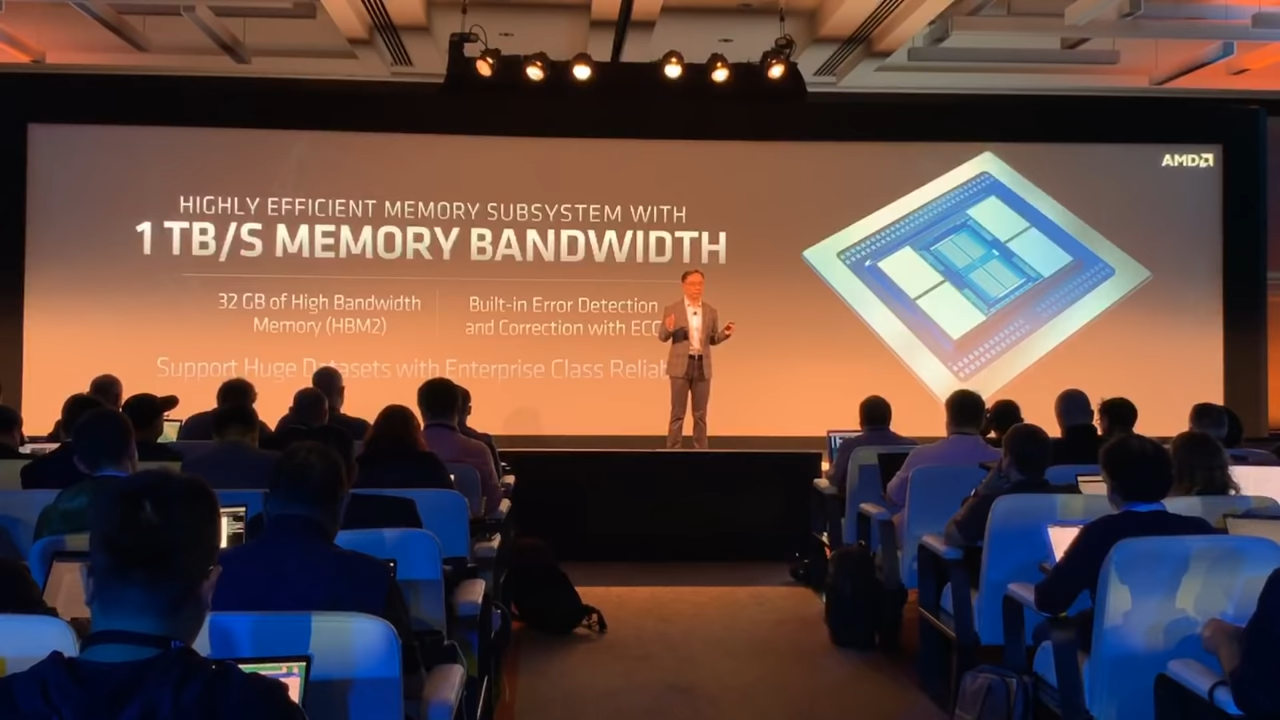 AMD
HIGHLY EFFICIENT MEMORY SUBSYSTEM WITH
1 TB/S MEMORY BANDWIDTH
32 GB of High Bandwidth
Memory (HBM2)
Built-in Error Detection
and Correction with ECC
Support Huge Datasets with Enterprise Class